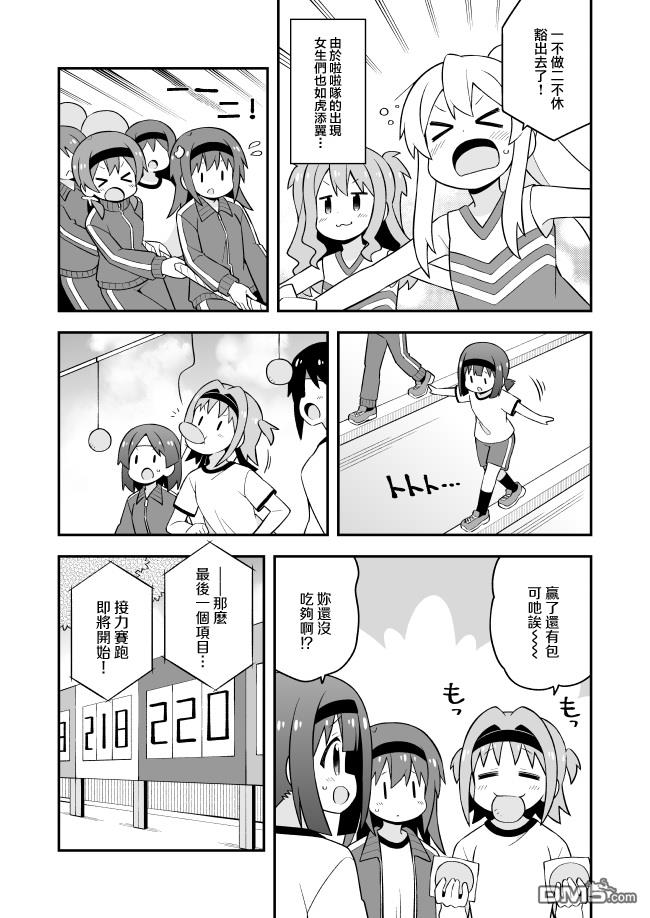 一不做二不休
豁出去了！
由於啦啦隊的出現
女生們也如虎添翼…
一一
二！
トトト…
贏了還有包
可吔誒～～
妳還沒
吃夠啊!?
もっ
もっ
——那麼
最後一個項目…
接力賽跑
即將開始！
218
220
DM5.com